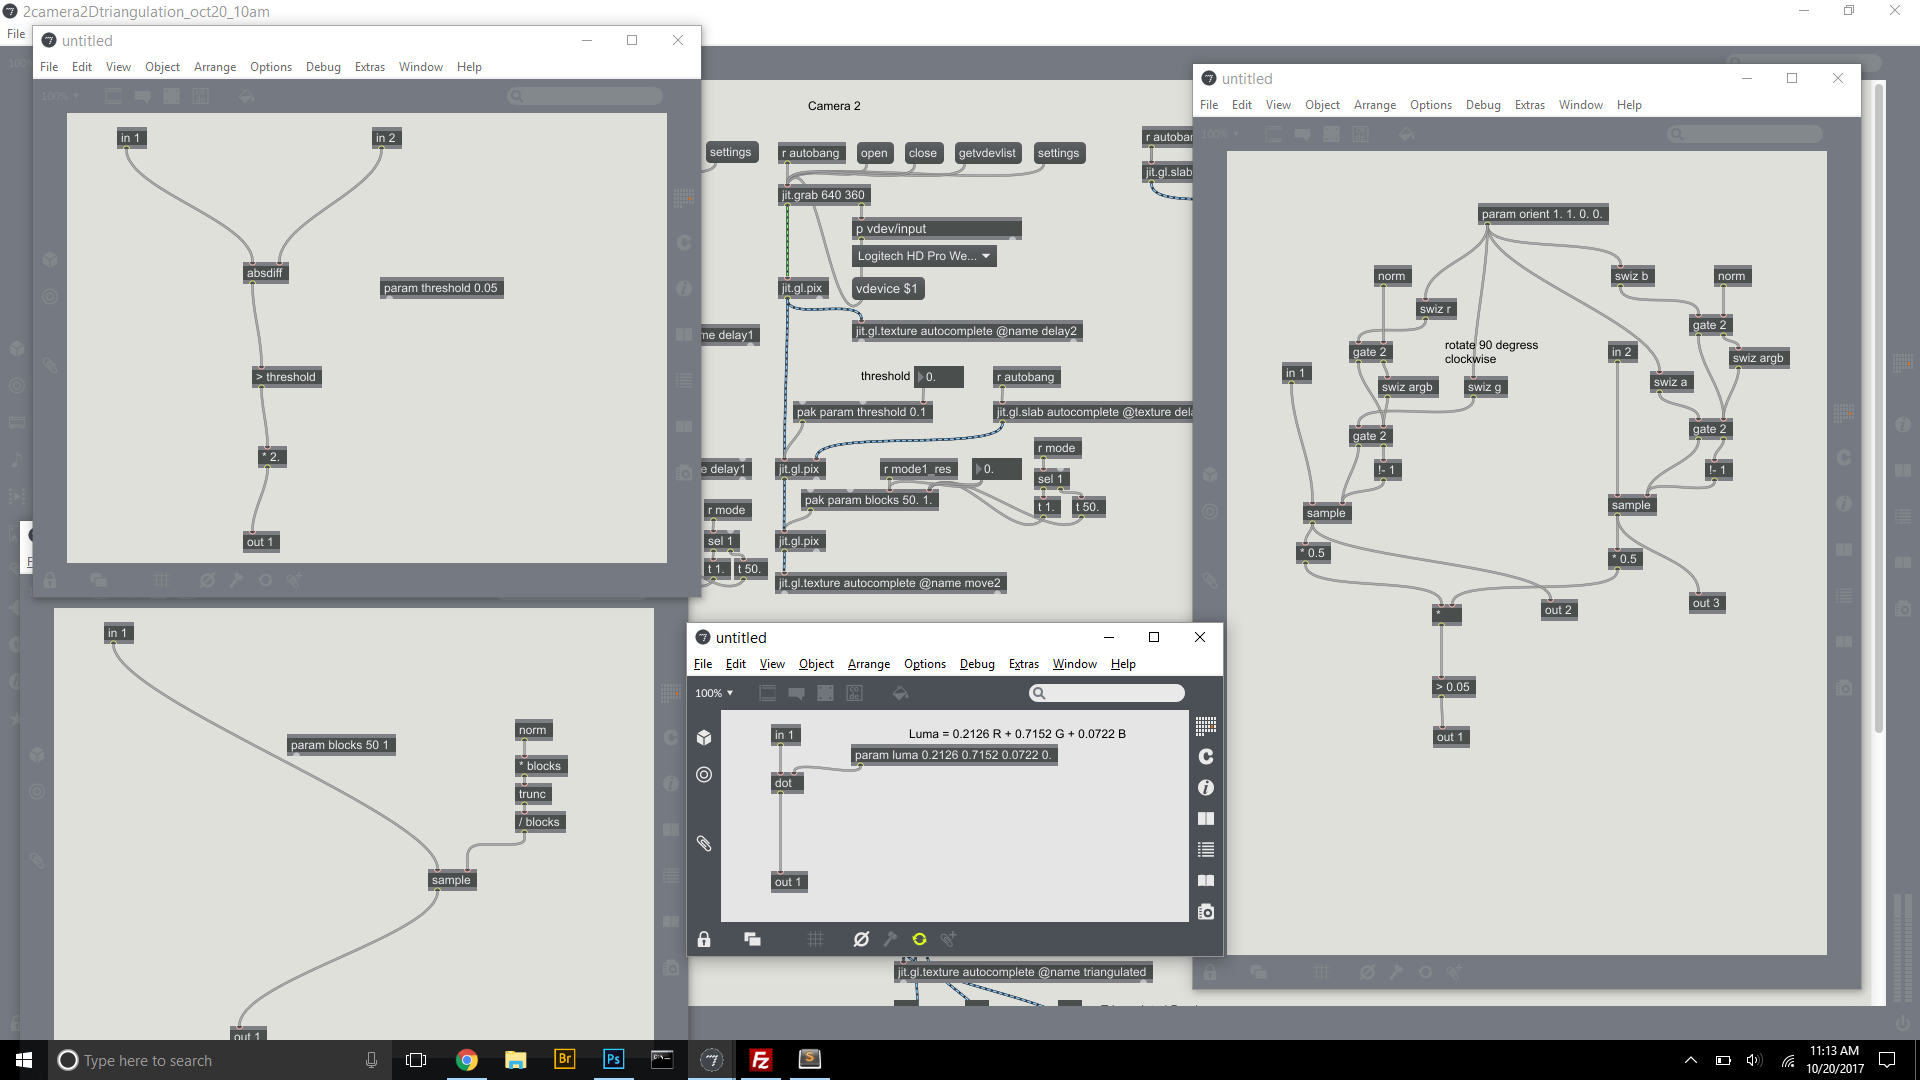 2camera2Dtriangulation_oct20_10am
File
untitled
File Edit View Object Arrange Options Debug Extras Window Help
100%
in 1
in 2
absdiff
param threshold 0.05
> threshold
* 2.
out 1
Camera 2
settings
r autobang
open
close
getvdevlist
settings
jit.grab 640 360
p vdev/input
Logitech HD Pro We...
jit.gl.pix
vdevice $1
me delay1
jit.gl.texture autocomplete @name delay2
threshold
0.
r autobang
pak param threshold 0.1
jit.gl.slab autocomplete @texture dela
e delay1
jit.gl.pix
r mode1_res
0.
r mode
sel 1
pak param blocks 50. 1.
t 1.
t 50.
r mode
sel 1
jit.gl.pix
t 1.
t 50.
jit.gl.texture autocomplete @name move2
r autoban
jit.gl.slab
untitled
File Edit View Object Arrange Options Debug Extras Window Help
100%
param orient 1. 1. 0. 0.
norm
swiz b
norm
swiz r
gate 2
rotate 90 degress
clockwise
gate 2
in 2
swiz argb
in 1
swiz argb
swiz g
swiz a
gate 2
gate 2
!- 1
!- 1
sample
sample
* 0.5
* 0.5
*
out 2
out 3
> 0.05
out 1
in 1
param blocks 50 1
norm
* blocks
trunc
/ blocks
sample
out 1
untitled
File Edit View Object Arrange Options Debug Extras Window Help
100%
in 1
Luma = 0.2126 R + 0.7152 G + 0.0722 B
param luma 0.2126 0.7152 0.0722 0.
dot
out 1
jit.gl.texture autocomplete @name triangulated
Type here to search
Br
Ps
Fz
S
11:13 AM
10/20/2017